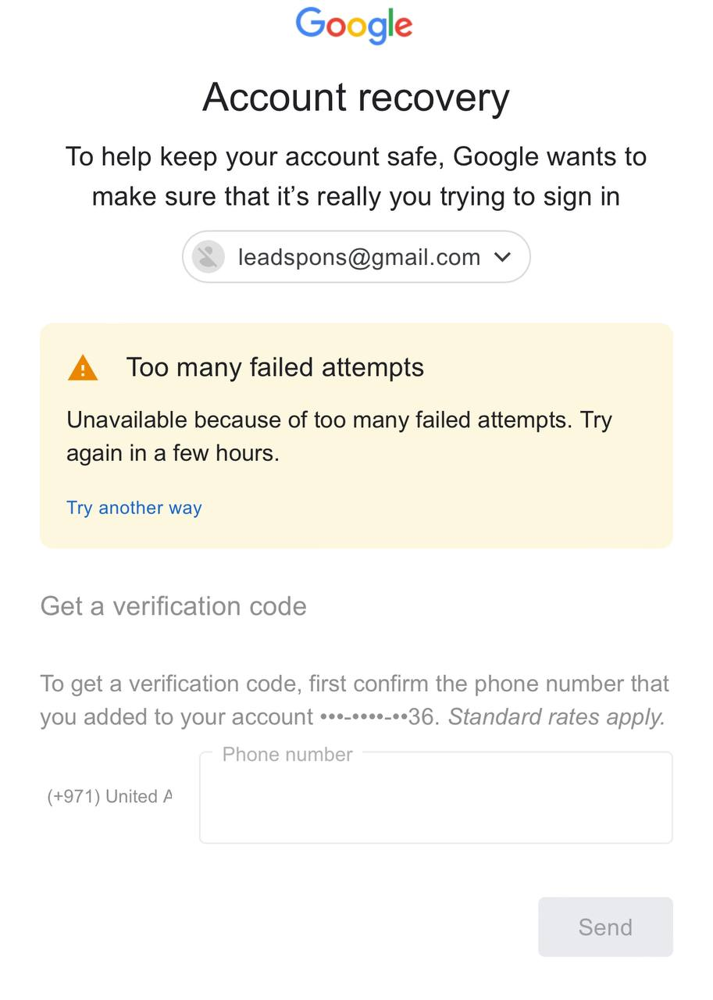 Google
Account recovery
To help keep your account safe, Google wants to
make sure that it’s really you trying to sign in
leadspons@gmail.com
Too many failed attempts
Unavailable because of too many failed attempts. Try
again in a few hours.
Try another way
Get a verification code
To get a verification code, first confirm the phone number that
you added to your account •••-••••-••36. Standard rates apply.
Phone number
(+971) United A
Send